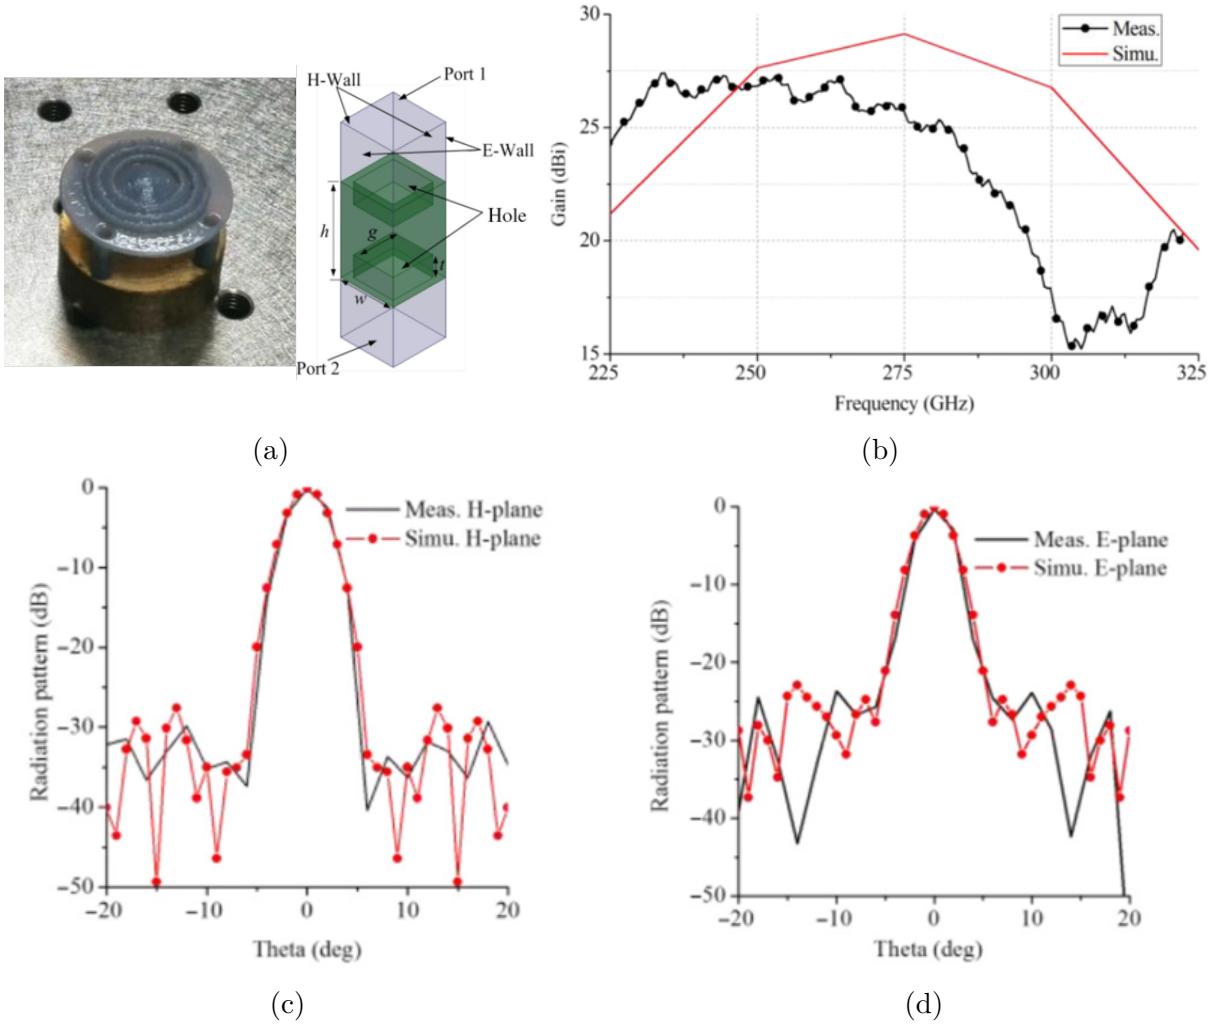 H-Wall
Port 1
E-Wall
Hole
h
g
t
w
Port 2
(a)
30
25
20
15
Gain (dBi)
Meas.
Simu.
225
250
275
300
325
Frequency (GHz)
(b)
0
−10
−20
−30
−40
−50
Radiation pattern (dB)
Meas. H-plane
Simu. H-plane
−20
−10
0
10
20
Theta (deg)
(c)
0
−10
−20
−30
−40
−50
Radiation pattern (dB)
Meas. E-plane
Simu. E-plane
−20
−10
0
10
20
Theta (deg)
(d)